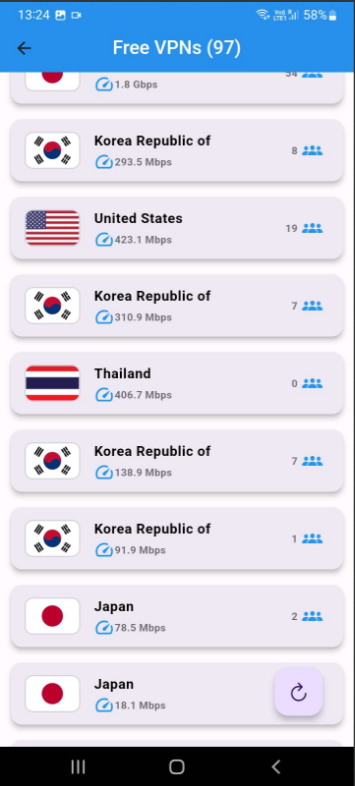 13:24 58%
Free VPNs (97)
54
1.8 Gbps
Korea Republic of
8
293.5 Mbps
United States
19
423.1 Mbps
Korea Republic of
7
310.9 Mbps
Thailand
0
406.7 Mbps
Korea Republic of
7
138.9 Mbps
Korea Republic of
1
91.9 Mbps
Japan
2
78.5 Mbps
Japan
18.1 Mbps